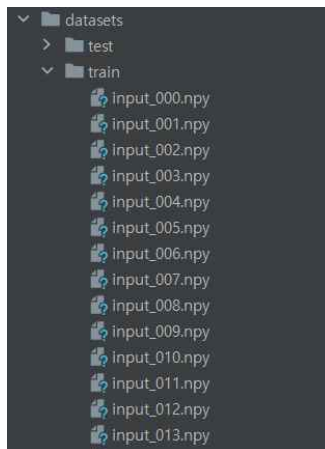 datasets
test
train
input_000.npy
input_001.npy
input_002.npy
input_003.npy
input_004.npy
input_005.npy
input_006.npy
input_007.npy
input_008.npy
input_009.npy
input_010.npy
input_011.npy
input_012.npy
input_013.npy